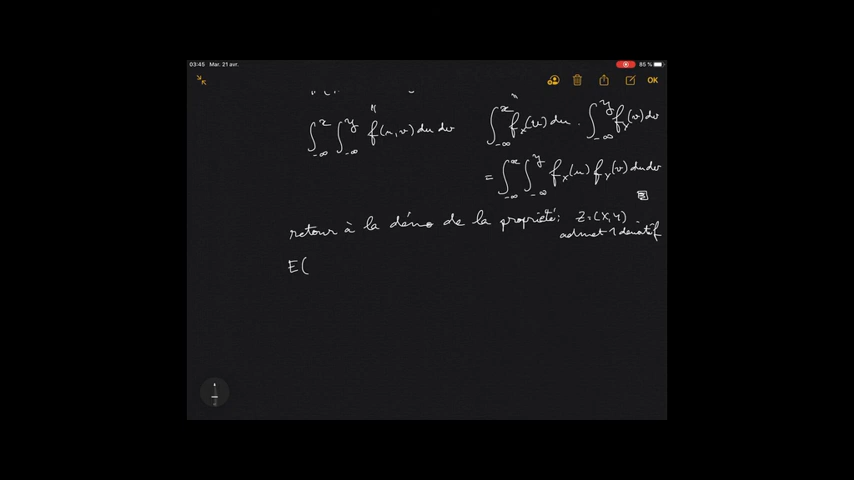 03:45 Mar. 21 avr. 85 %
OK
∫_{-∞}^{x} ∫_{-∞}^{y} f(u,v) du dv
∫_{-∞}^{x} f_X(u) du . ∫_{-∞}^{y} f_Y(v) dv
= ∫_{-∞}^{x} ∫_{-∞}^{y} f_X(u) f_Y(v) du dv
retour à la démo de la propriété: Z=(X,Y)
admet 1 densité f
E(